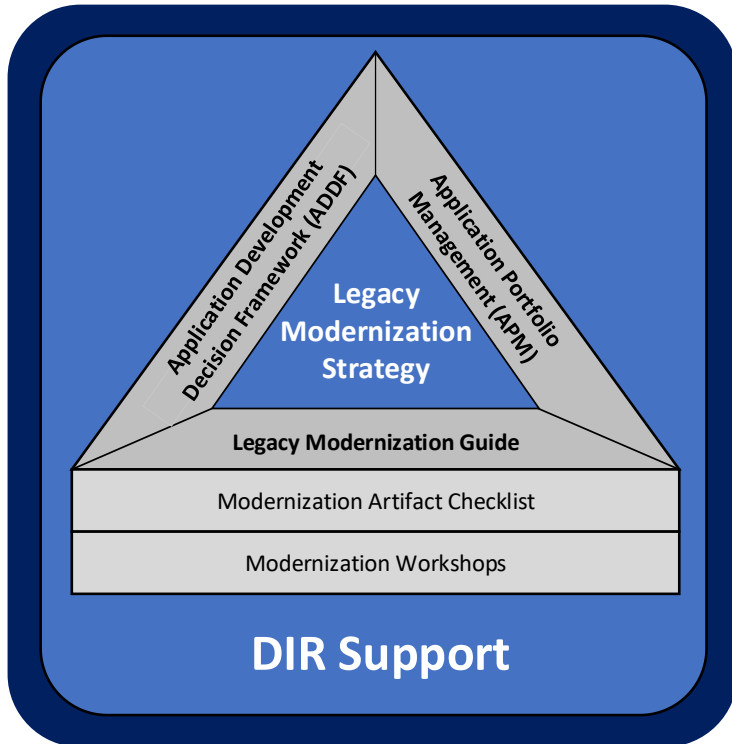 Application Development
Decision Framework (ADDF)
Application Portfolio
Management (APM)
Legacy
Modernization
Strategy
Legacy Modernization Guide
Modernization Artifact Checklist
Modernization Workshops
DIR Support